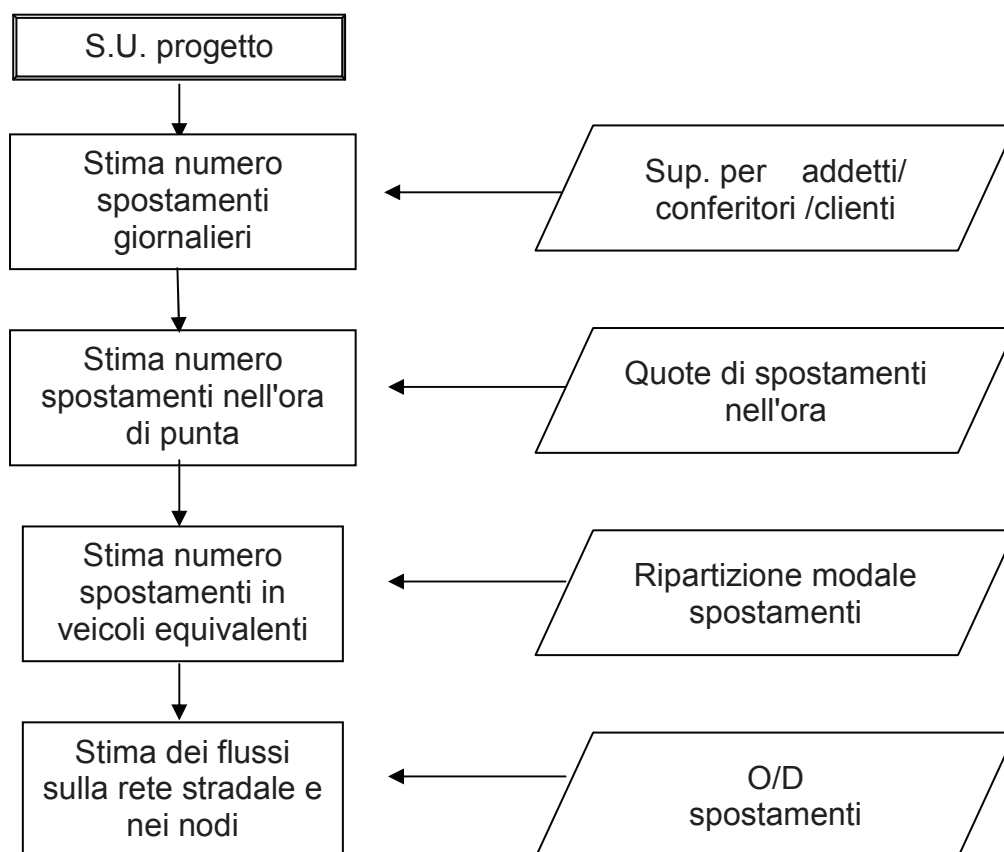 S.U. progetto
Stima numero
spostamenti
giornalieri
Sup. per addetti/
conferitori /clienti
Stima numero
spostamenti nell'ora
di punta
Quote di spostamenti
nell'ora
Stima numero
spostamenti in
veicoli equivalenti
Ripartizione modale
spostamenti
Stima dei flussi
sulla rete stradale e
nei nodi
O/D
spostamenti